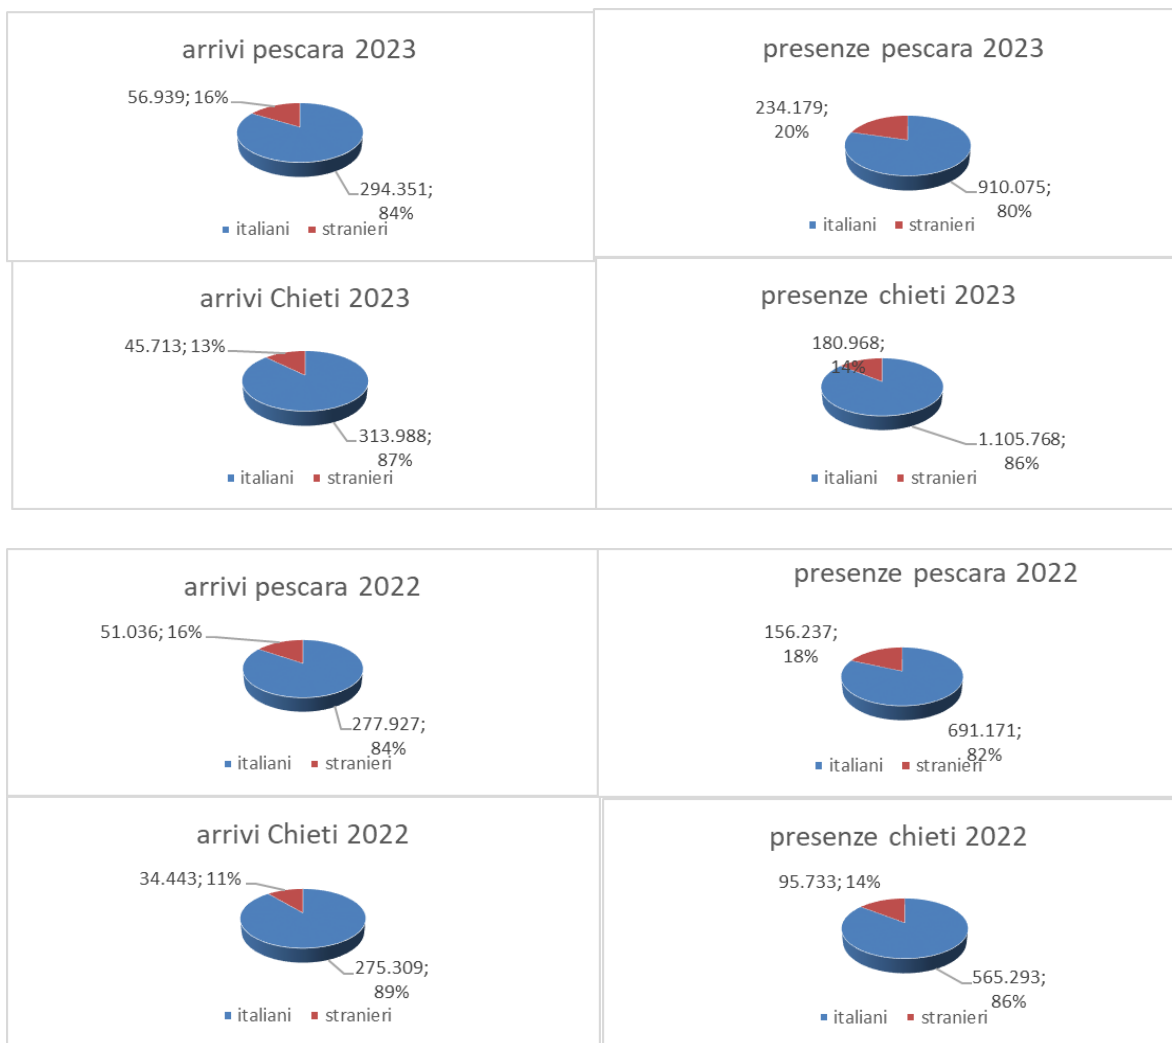 arrivi pescara 2023
56.939; 16%
294.351;
84%
italiani stranieri
presenze pescara 2023
234.179;
20%
910.075;
80%
italiani stranieri
arrivi Chieti 2023
45.713; 13%
313.988;
87%
italiani stranieri
presenze chieti 2023
180.968;
14%
1.105.768;
86%
italiani stranieri
arrivi pescara 2022
51.036; 16%
277.927;
84%
italiani stranieri
presenze pescara 2022
156.237;
18%
691.171;
82%
italiani stranieri
arrivi Chieti 2022
34.443; 11%
275.309;
89%
italiani stranieri
presenze chieti 2022
95.733; 14%
565.293;
86%
italiani stranieri